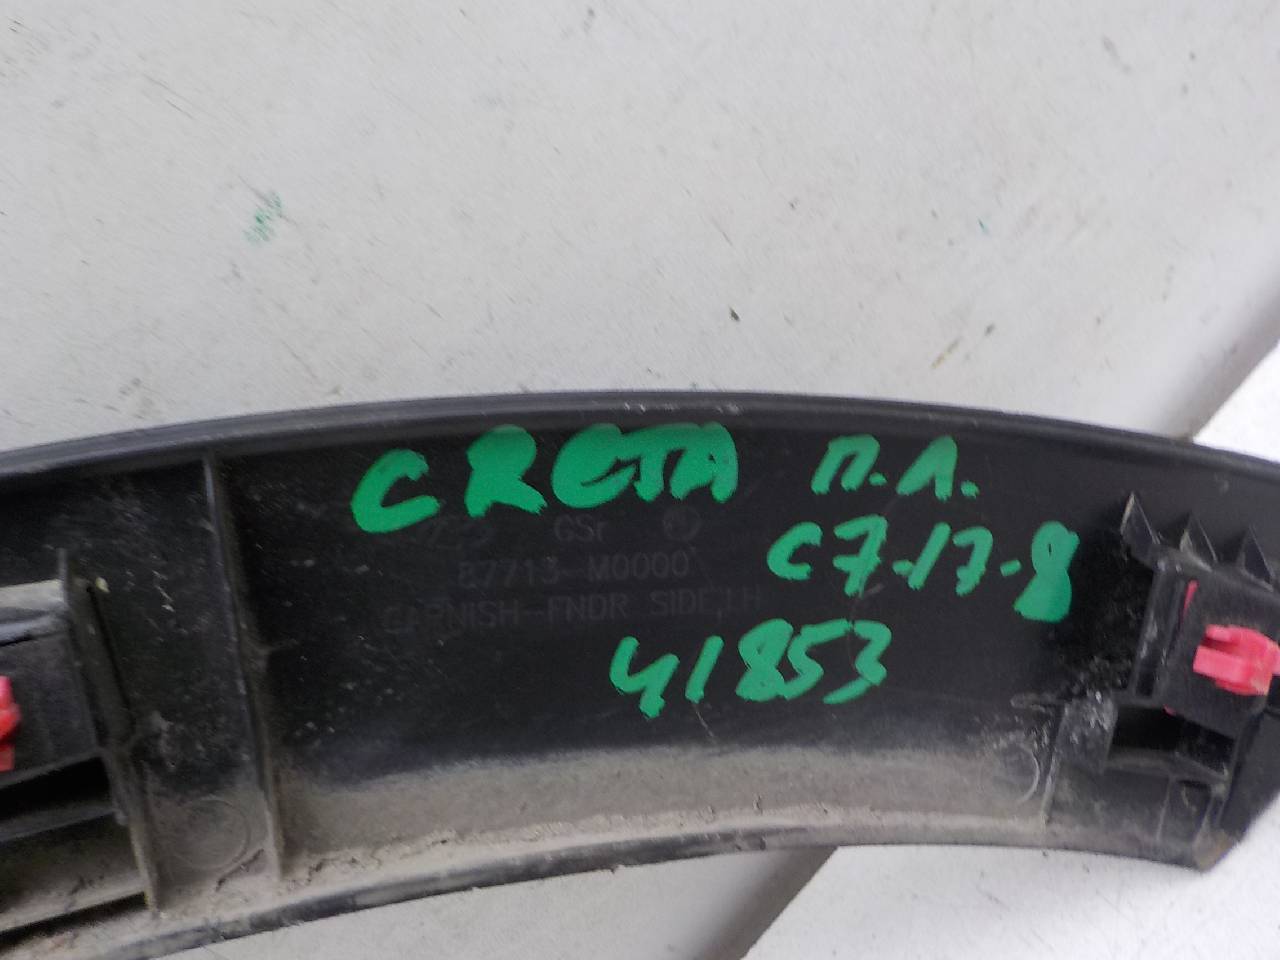 CRETA п.л.
GSr
87713-M0000
C7-17-8
GARNISH-FNDR SIDE,LH
41853